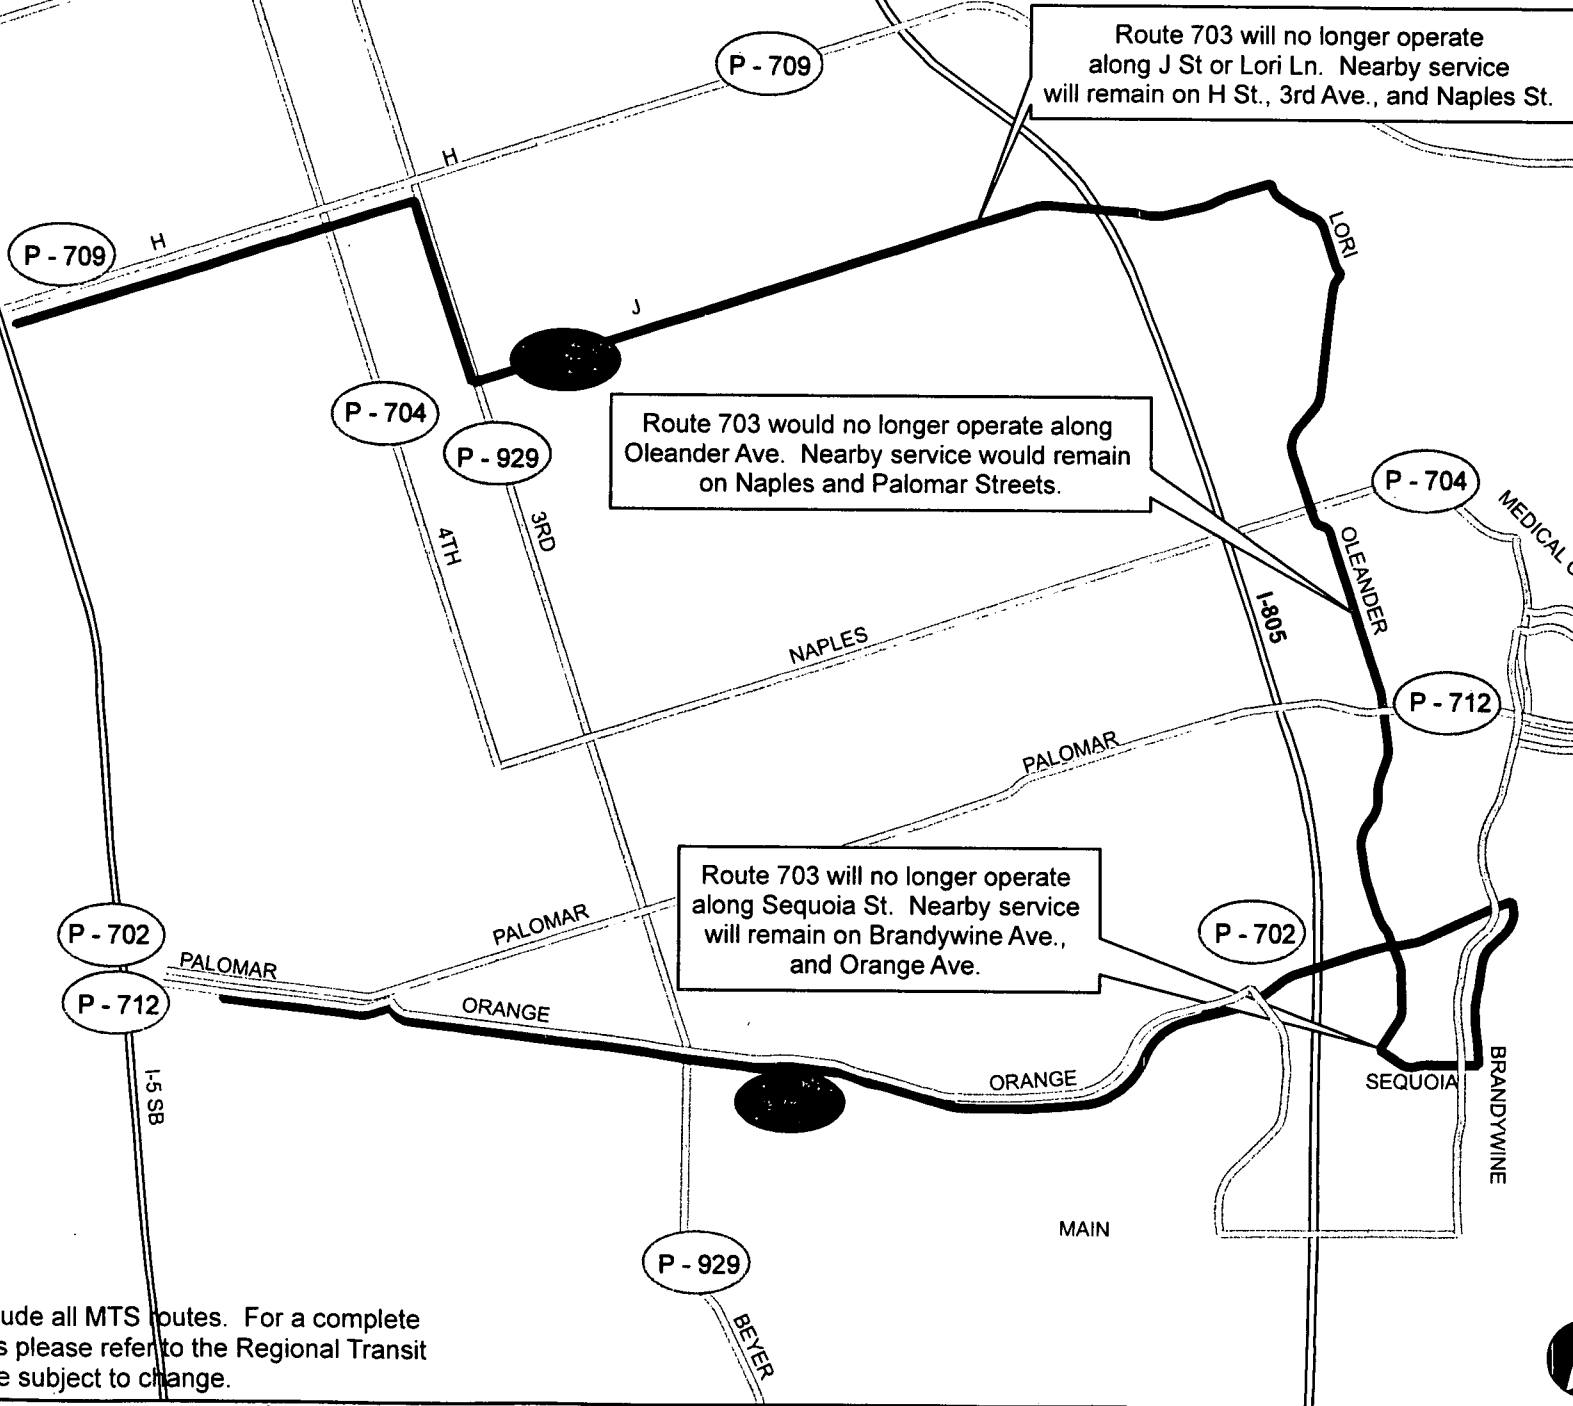 Route 703 will no longer operate
along J St or Lori Ln. Nearby service
will remain on H St., 3rd Ave., and Naples St.
P - 709
H
LORI
H
P - 709
J
P - 704
P - 929
Route 703 would no longer operate along
Oleander Ave. Nearby service would remain
on Naples and Palomar Streets.
P - 704
MEDICAL C
4TH
3RD
OLEANDER
I-805
NAPLES
P - 712
PALOMAR
Route 703 will no longer operate
along Sequoia St. Nearby service
will remain on Brandywine Ave.,
and Orange Ave.
P - 702
PALOMAR
P - 702
PALOMAR
P - 712
ORANGE
ORANGE
SEQUOIA
BRANDYWINE
I-5 SB
MAIN
P - 929
BEYER
ude all MTS routes. For a complete
s please refer to the Regional Transit
e subject to change.